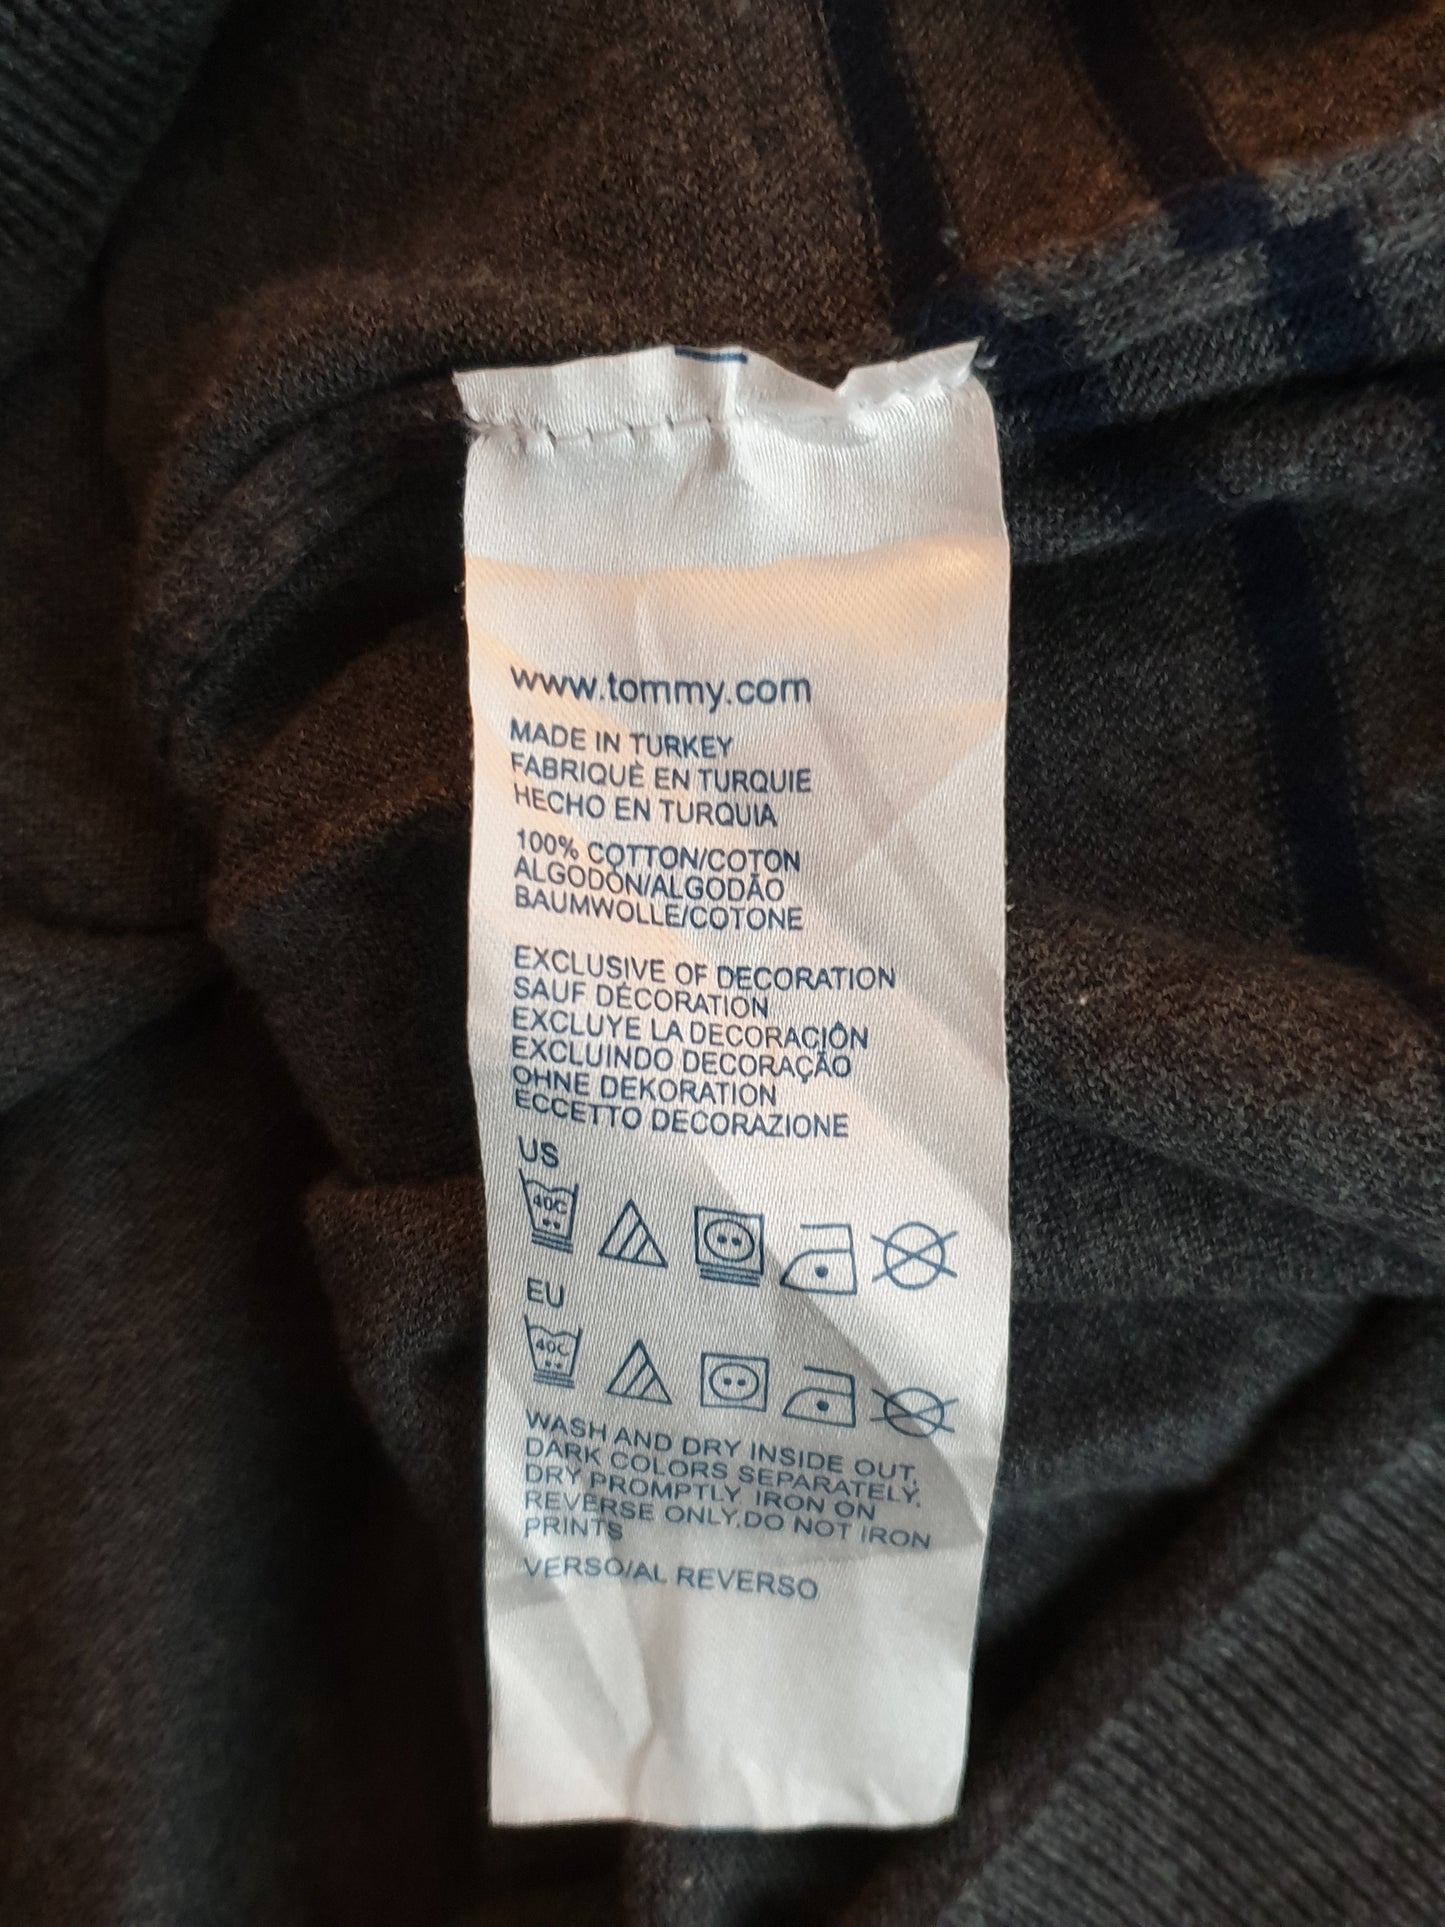 www.tommy.com
MADE IN TURKEY
FABRIQUÈ EN TURQUIE
HECHO EN TURQUIA
100% COTTON/COTON
ALGODÓN/ALGODÃO
BAUMWOLLE/COTONE
EXCLUSIVE OF DECORATION
SAUF DÉCORATION
EXCLUYE LA DECORACIÓN
EXCLUINDO DECORAÇÃO
OHNE DEKORATION
ECCETTO DECORAZIONE
US
40C
EU
40C
WASH AND DRY INSIDE OUT.
DARK COLORS SEPARATELY.
DRY PROMPTLY. IRON ON
REVERSE ONLY.DO NOT IRON
PRINTS
VERSO/AL REVERSO